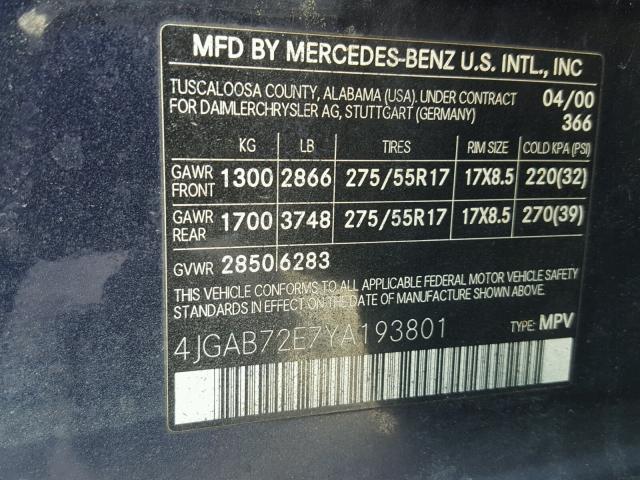 MFD BY MERCEDES-BENZ U.S. INTL., INC
TUSCALOOSA COUNTY, ALABAMA (USA). UNDER CONTRACT 04/00
FOR DAIMLERCHRYSLER AG, STUTTGART (GERMANY) 366
KG LB TIRES RIM SIZE COLD KPA (PSI)
GAWR FRONT 1300 2866 275/55R17 17X8.5 220(32)
GAWR REAR 1700 3748 275/55R17 17X8.5 270(39)
GVWR 2850 6283
THIS VEHICLE CONFORMS TO ALL APPLICABLE FEDERAL MOTOR VEHICLE SAFETY
STANDARDS IN EFFECT ON THE DATE OF MANUFACTURE SHOWN ABOVE.
4JGAB72E7YA193801 TYPE: MPV